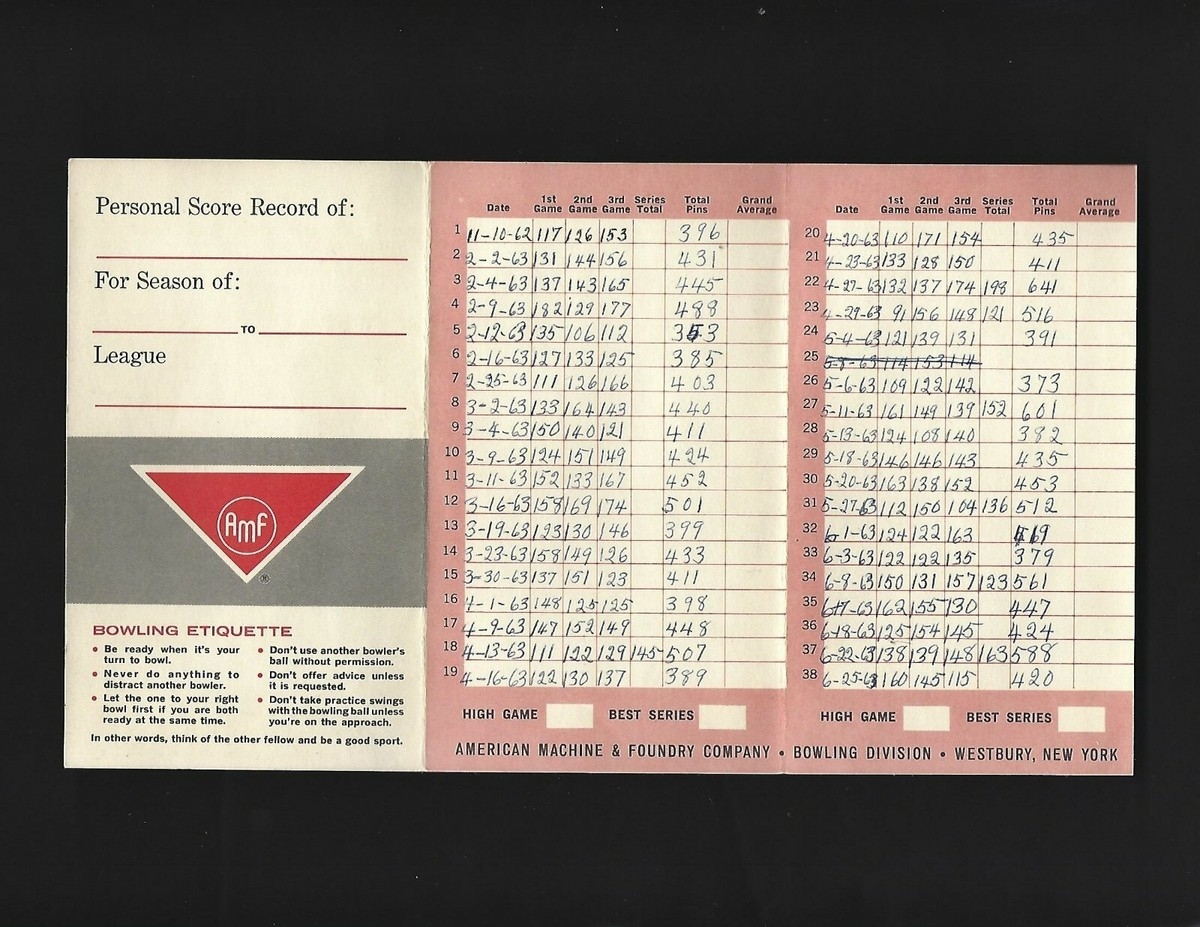 Personal Score Record of:
For Season of:
TO
League
AMF
®
BOWLING ETIQUETTE
• Be ready when it's your
turn to bowl.
• Never do anything to
distract another bowler.
• Let the one to your right
bowl first if you are both
ready at the same time.
• Don't use another bowler's
ball without permission.
• Don't offer advice unless
it is requested.
• Don't take practice swings
with the bowling ball unless
you're on the approach.
In other words, think of the other fellow and be a good sport.
Date 1st Game 2nd Game 3rd Game Series Total Total Pins Grand Average
1 11-10-62 117 126 153 396
2 2-2-63 131 144 156 431
3 2-4-63 137 143 165 445
4 2-9-63 182 129 177 488
5 2-12-63 135 106 112 353
6 2-16-63 127 133 125 385
7 2-25-63 111 126 166 403
8 3-2-63 133 164 143 440
9 3-4-63 150 140 121 411
10 3-9-63 124 151 149 424
11 3-11-63 152 133 167 452
12 3-16-63 158 169 174 501
13 3-19-63 123 130 146 399
14 3-23-63 158 149 126 433
15 3-30-63 137 151 123 411
16 4-1-63 148 125 125 398
17 4-9-63 147 152 149 448
18 4-13-63 111 122 129 145 507
19 4-16-63 122 130 137 389
HIGH GAME BEST SERIES
Date 1st Game 2nd Game 3rd Game Series Total Total Pins Grand Average
20 4-20-63 110 171 154 435
21 4-23-63 133 128 150 411
22 4-27-63 132 137 174 198 641
23 4-29-63 91 156 148 121 516
24 5-4-63 121 139 131 391
25 5-8-63 114 153 114
26 5-6-63 109 122 142 373
27 5-11-63 161 149 139 152 601
28 5-13-63 124 108 140 382
29 5-18-63 146 146 143 435
30 5-20-63 163 138 152 453
31 5-27-63 112 150 104 136 512
32 6-1-63 124 122 163
33 6-3-63 122 122 135 379
34 6-8-63 150 131 157 123 561
35 6-17-63 162 155 130 447
36 6-18-63 125 154 145 424
37 6-22-63 138 139 148 163 588
38 6-25-63 160 145 115 420
HIGH GAME BEST SERIES
AMERICAN MACHINE & FOUNDRY COMPANY • BOWLING DIVISION • WESTBURY, NEW YORK